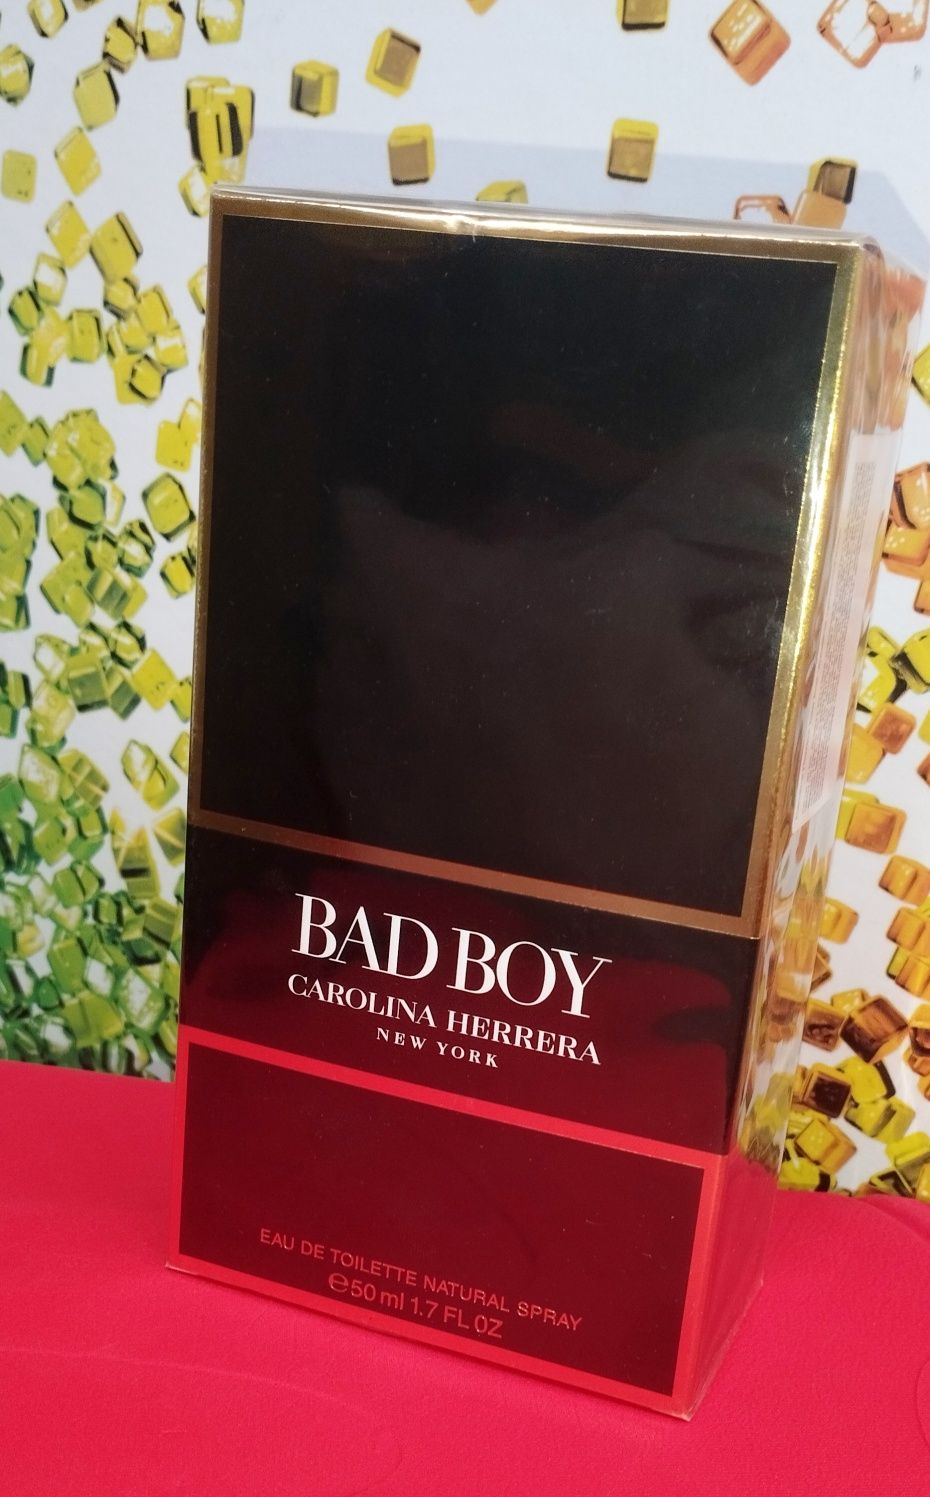 BAD BOY
CAROLINA HERRERA
NEW YORK
EAU DE TOILETTE NATURAL SPRAY
℮50 ml 1.7 FL OZ